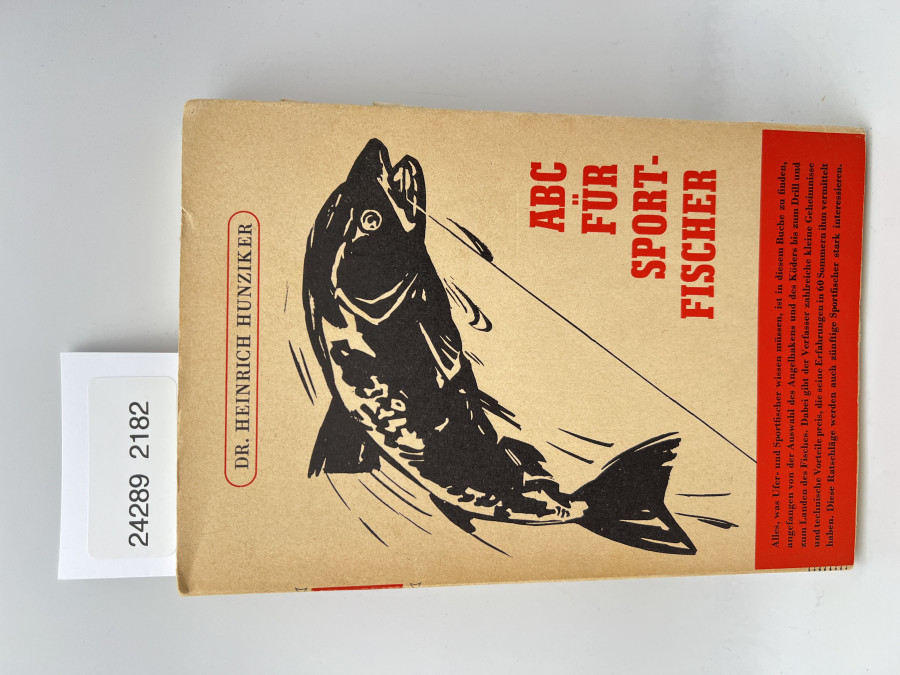 24289 2182
DR. HEINRICH HUNZIKER
ABC
FÜR
SPORT-
FISCHER
Alles, was Ufer- und Sportfischer wissen müssen, ist in diesem Buche zu finden,
angefangen von der Auswahl des Angelhakens und des Köders bis zum Drill und
zum Landen des Fisches. Dabei gibt der Verfasser zahlreiche kleine Geheimnisse
und technische Vorteile preis, die seine Erfahrungen in 60 Sommern ihm vermittelt
haben. Diese Ratschläge werden auch zünftige Sportfischer stark interessieren.